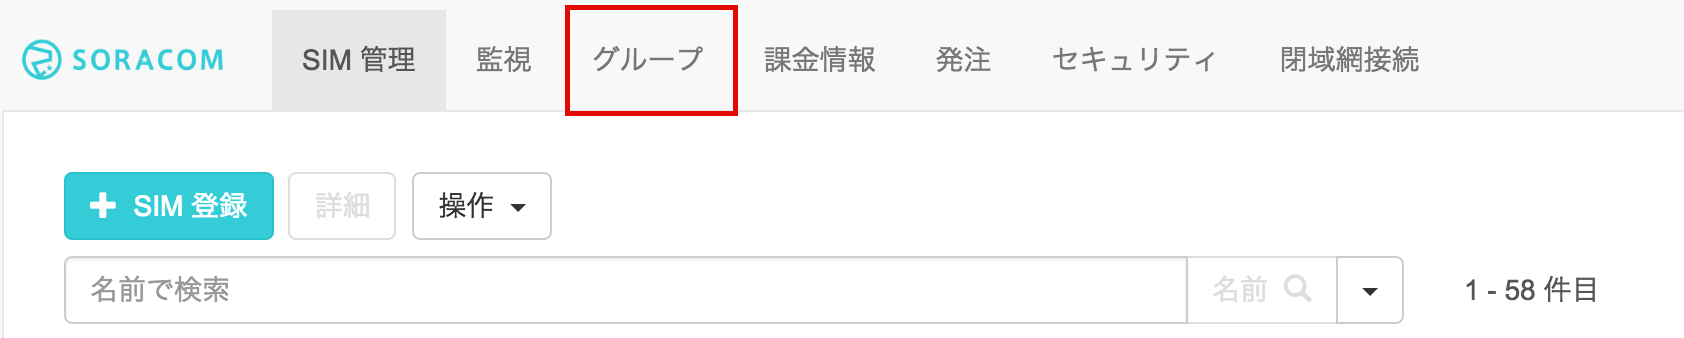 SORACOM SIM 管理 監視 グループ 課金情報 発注 セキュリティ 閉域網接続
SIM 登録 詳細 操作
名前で検索 名前 1 - 58 件目